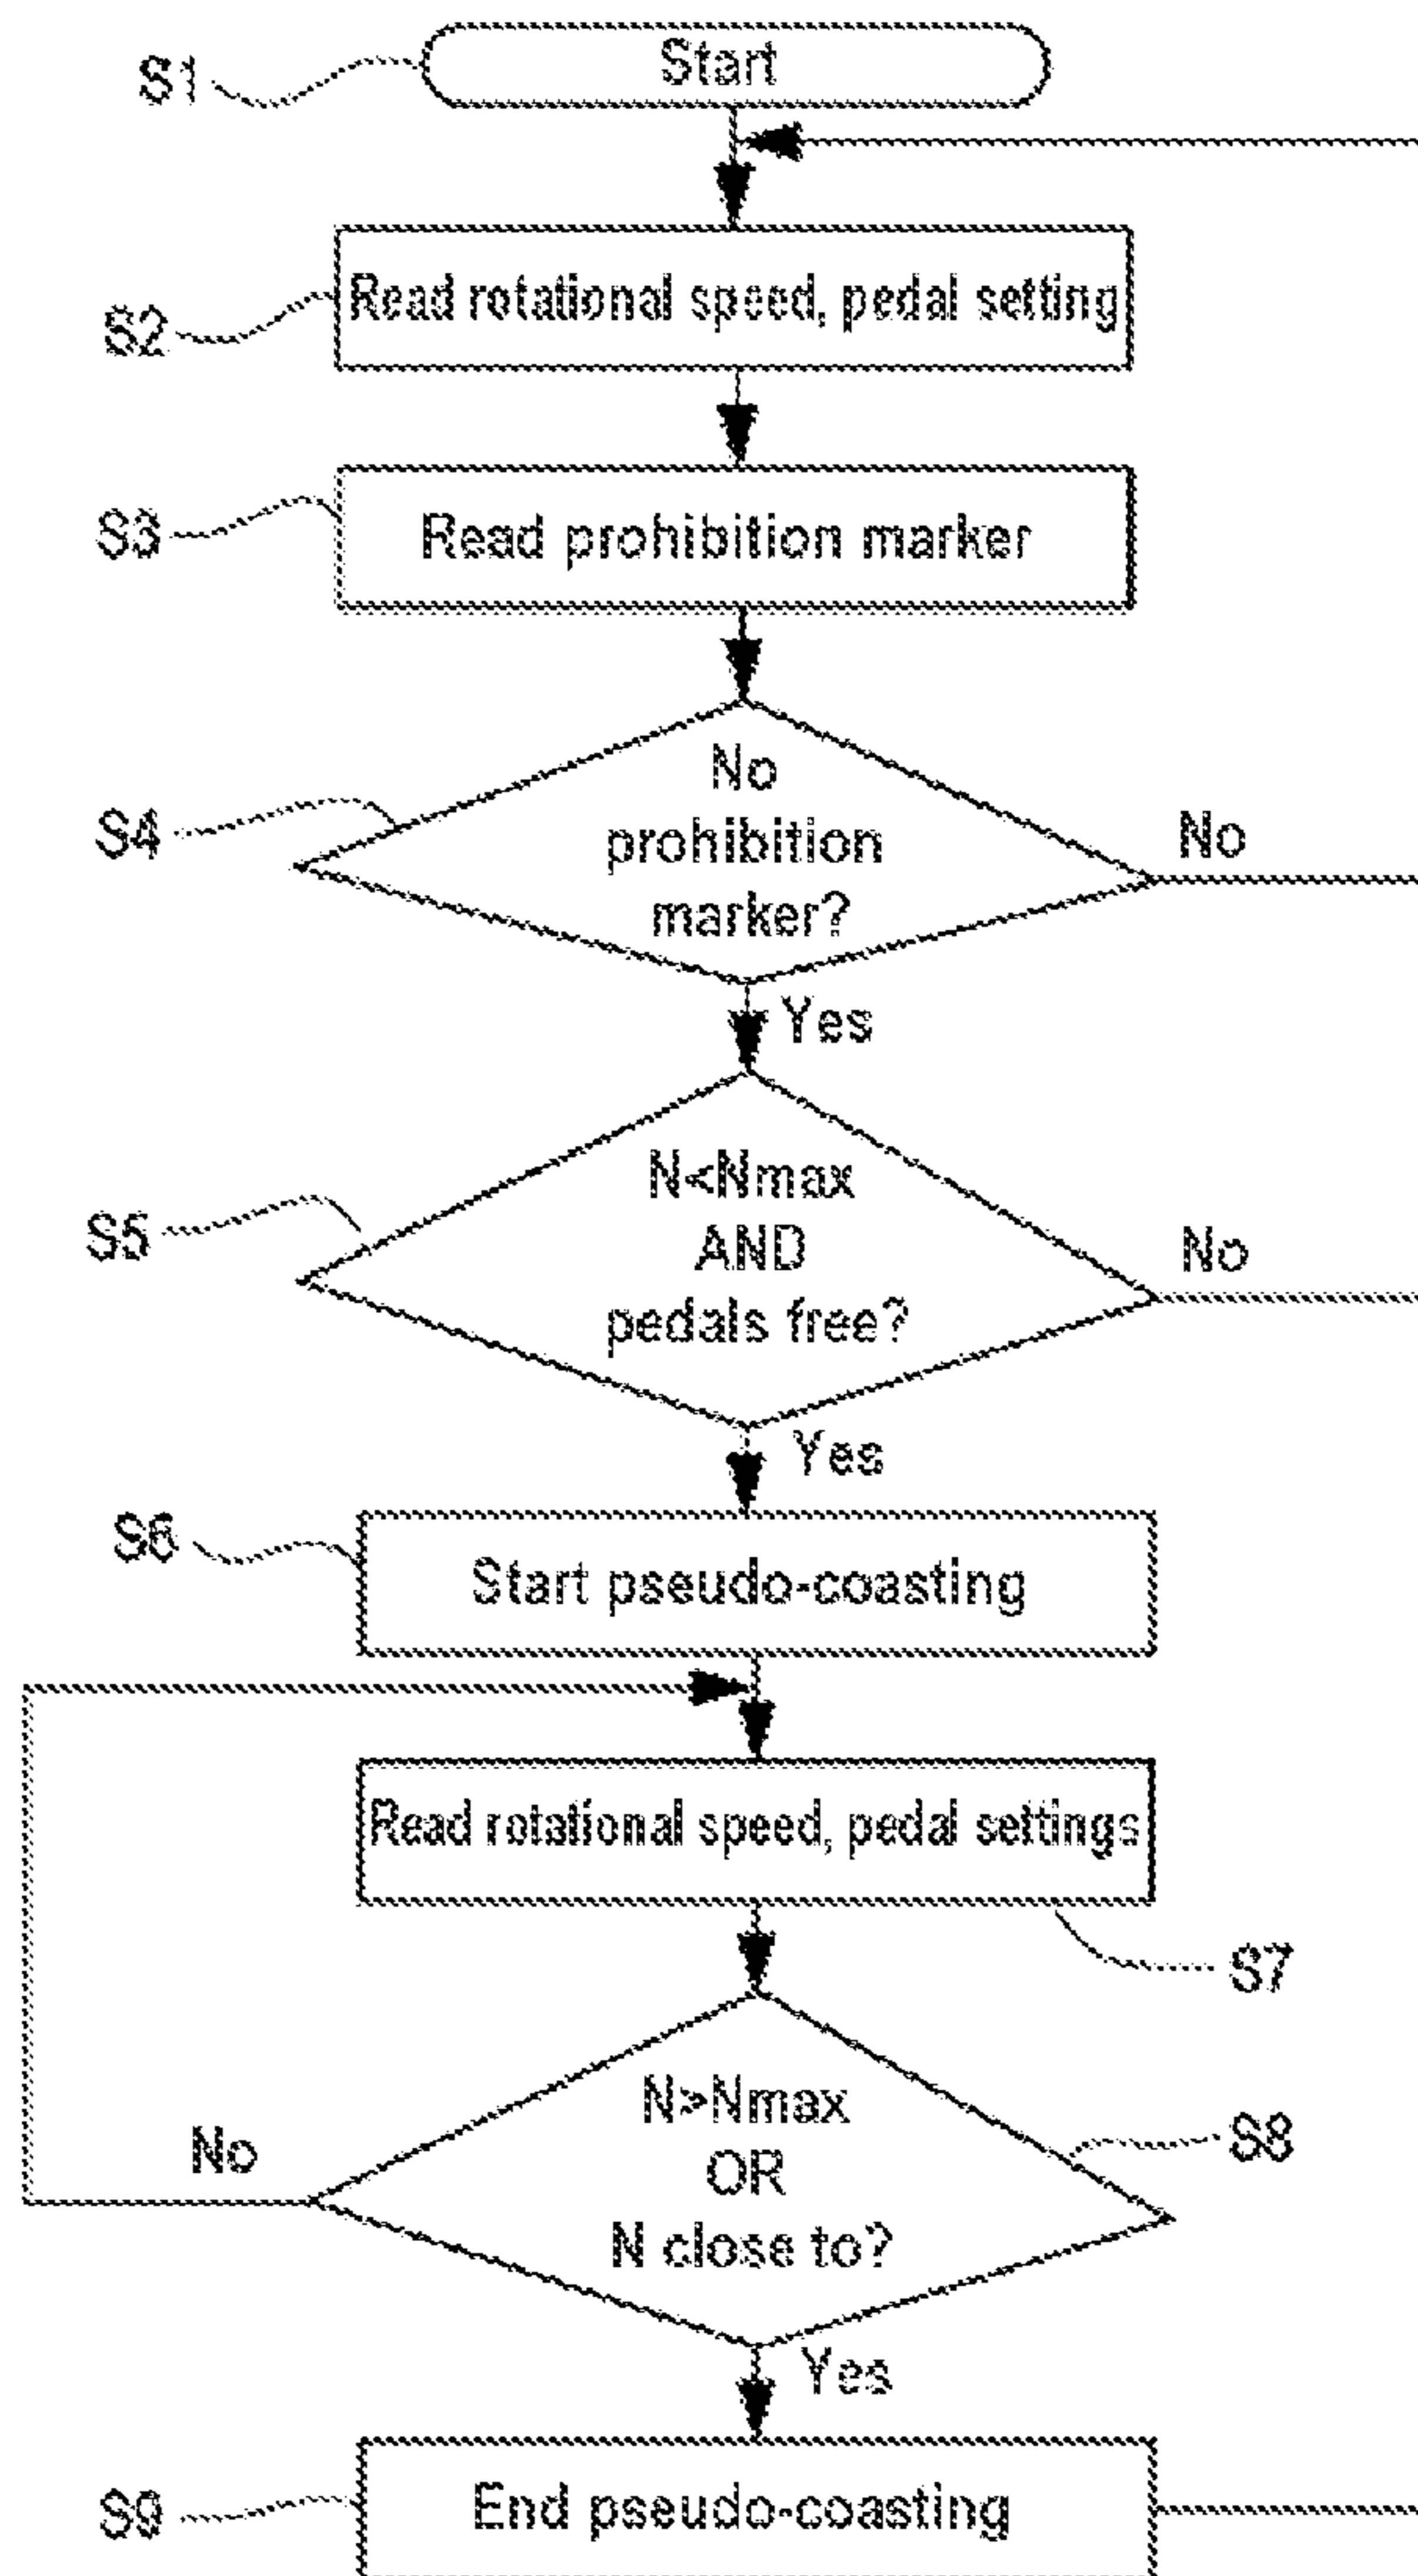 S1
Start
S2
Read rotational speed, pedal setting
S3
Read prohibition marker
S4
No
prohibition
marker?
No
Yes
S5
N<Nmax
AND
pedals free?
No
Yes
S6
Start pseudo-coasting
Read rotational speed, pedal settings
S7
N>Nmax
OR
N close to?
S8
No
Yes
S9
End pseudo-coasting